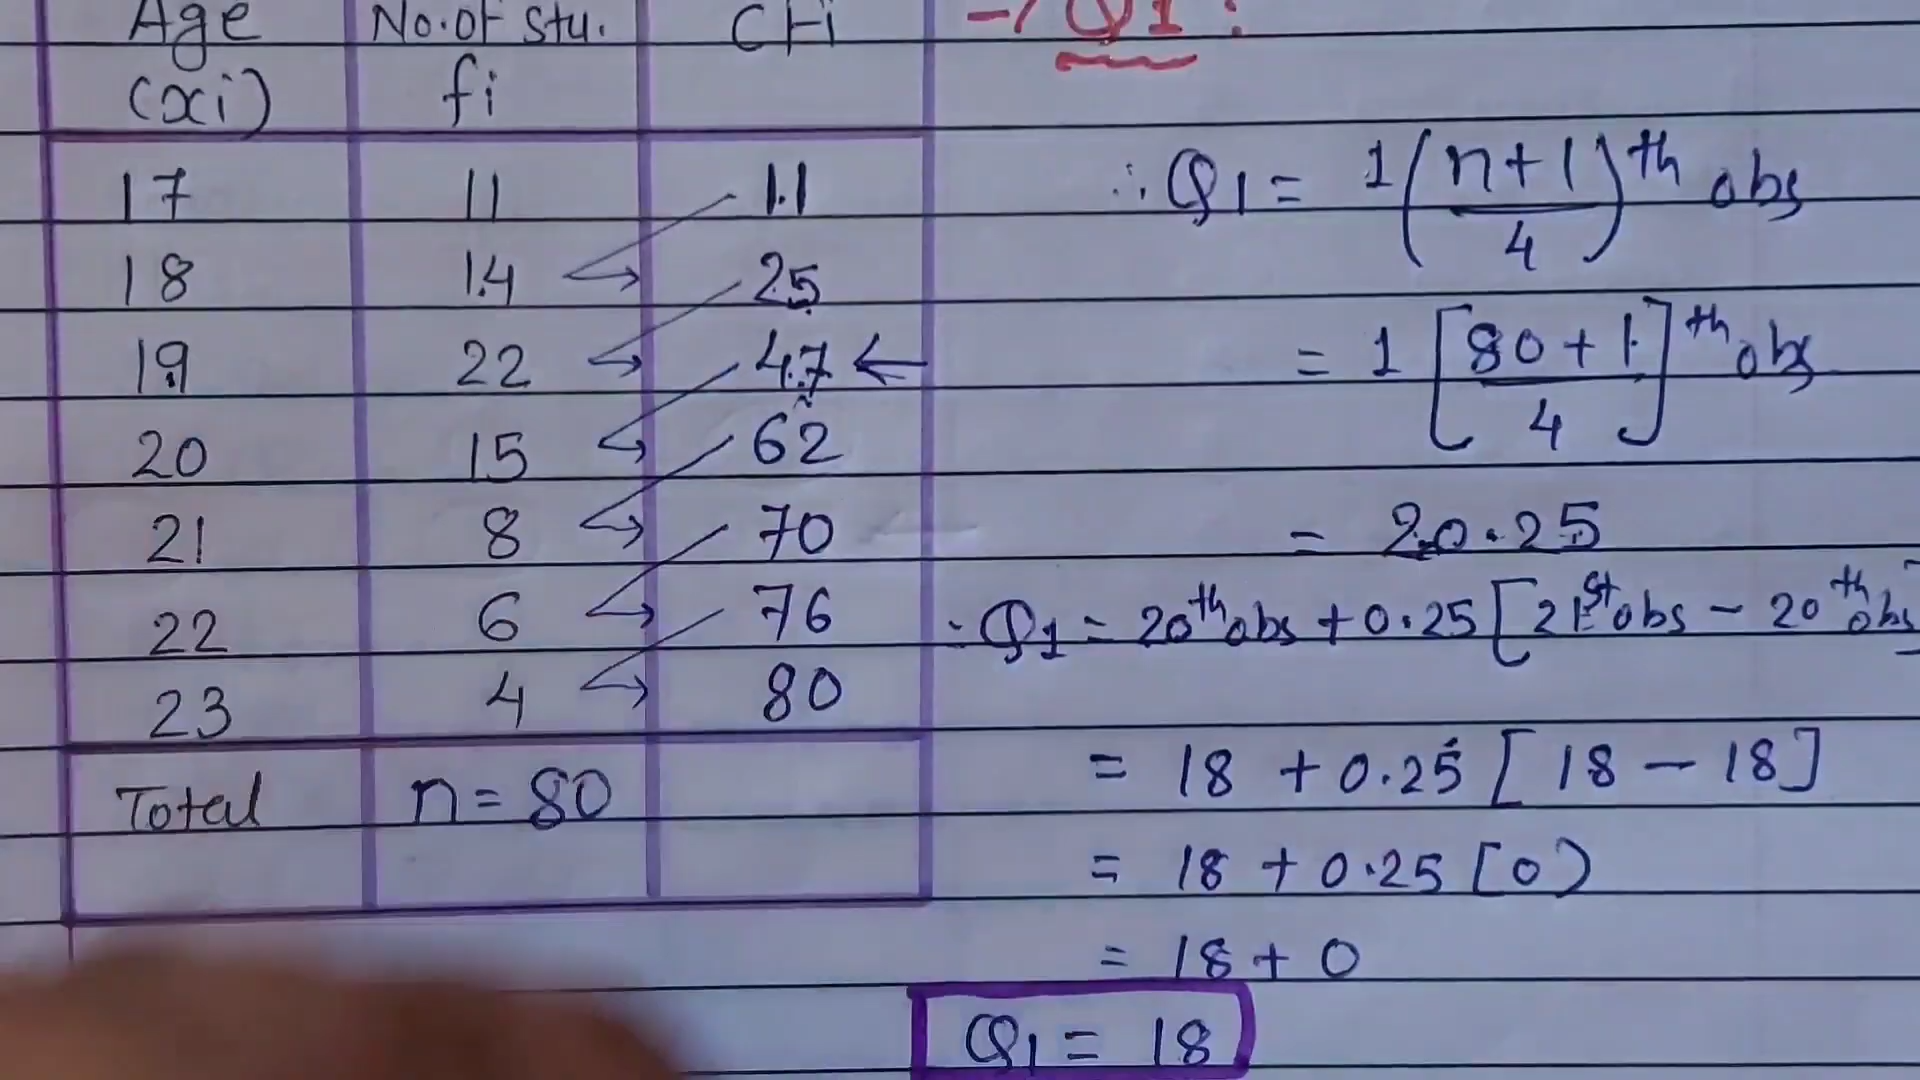 Age No. of stu. CFi
(xi) fi
→ Q1:
17 11 11
18 14 25
19 22 47 ←
20 15 62
21 8 70
22 6 76
23 4 80
Total n = 80
∴ Q1 = 1(n+1/4)th obs
= 1[80+1/4]th obs
= 20.25
∴ Q1 = 20th obs + 0.25[21st obs – 20th obs]
= 18 + 0.25[18 – 18]
= 18 + 0.25[0)
= 18 + 0
Q1 = 18